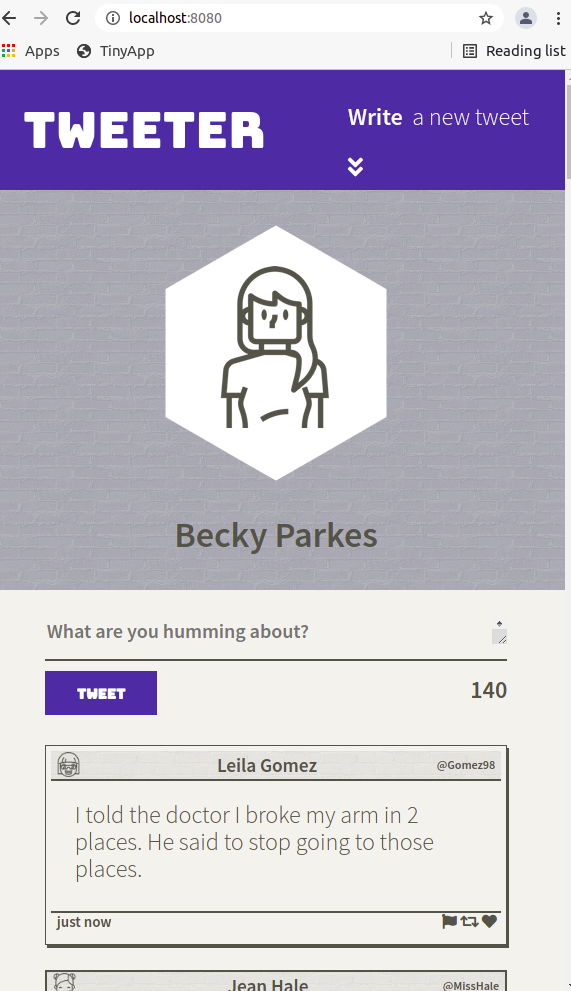 localhost:8080
Apps TinyApp Reading list
TWEETER
Write a new tweet
Becky Parkes
What are you humming about?
TWEET 140
Leila Gomez @Gomez98
I told the doctor I broke my arm in 2
places. He said to stop going to those
places.
just now
Jean Hale @MissHale